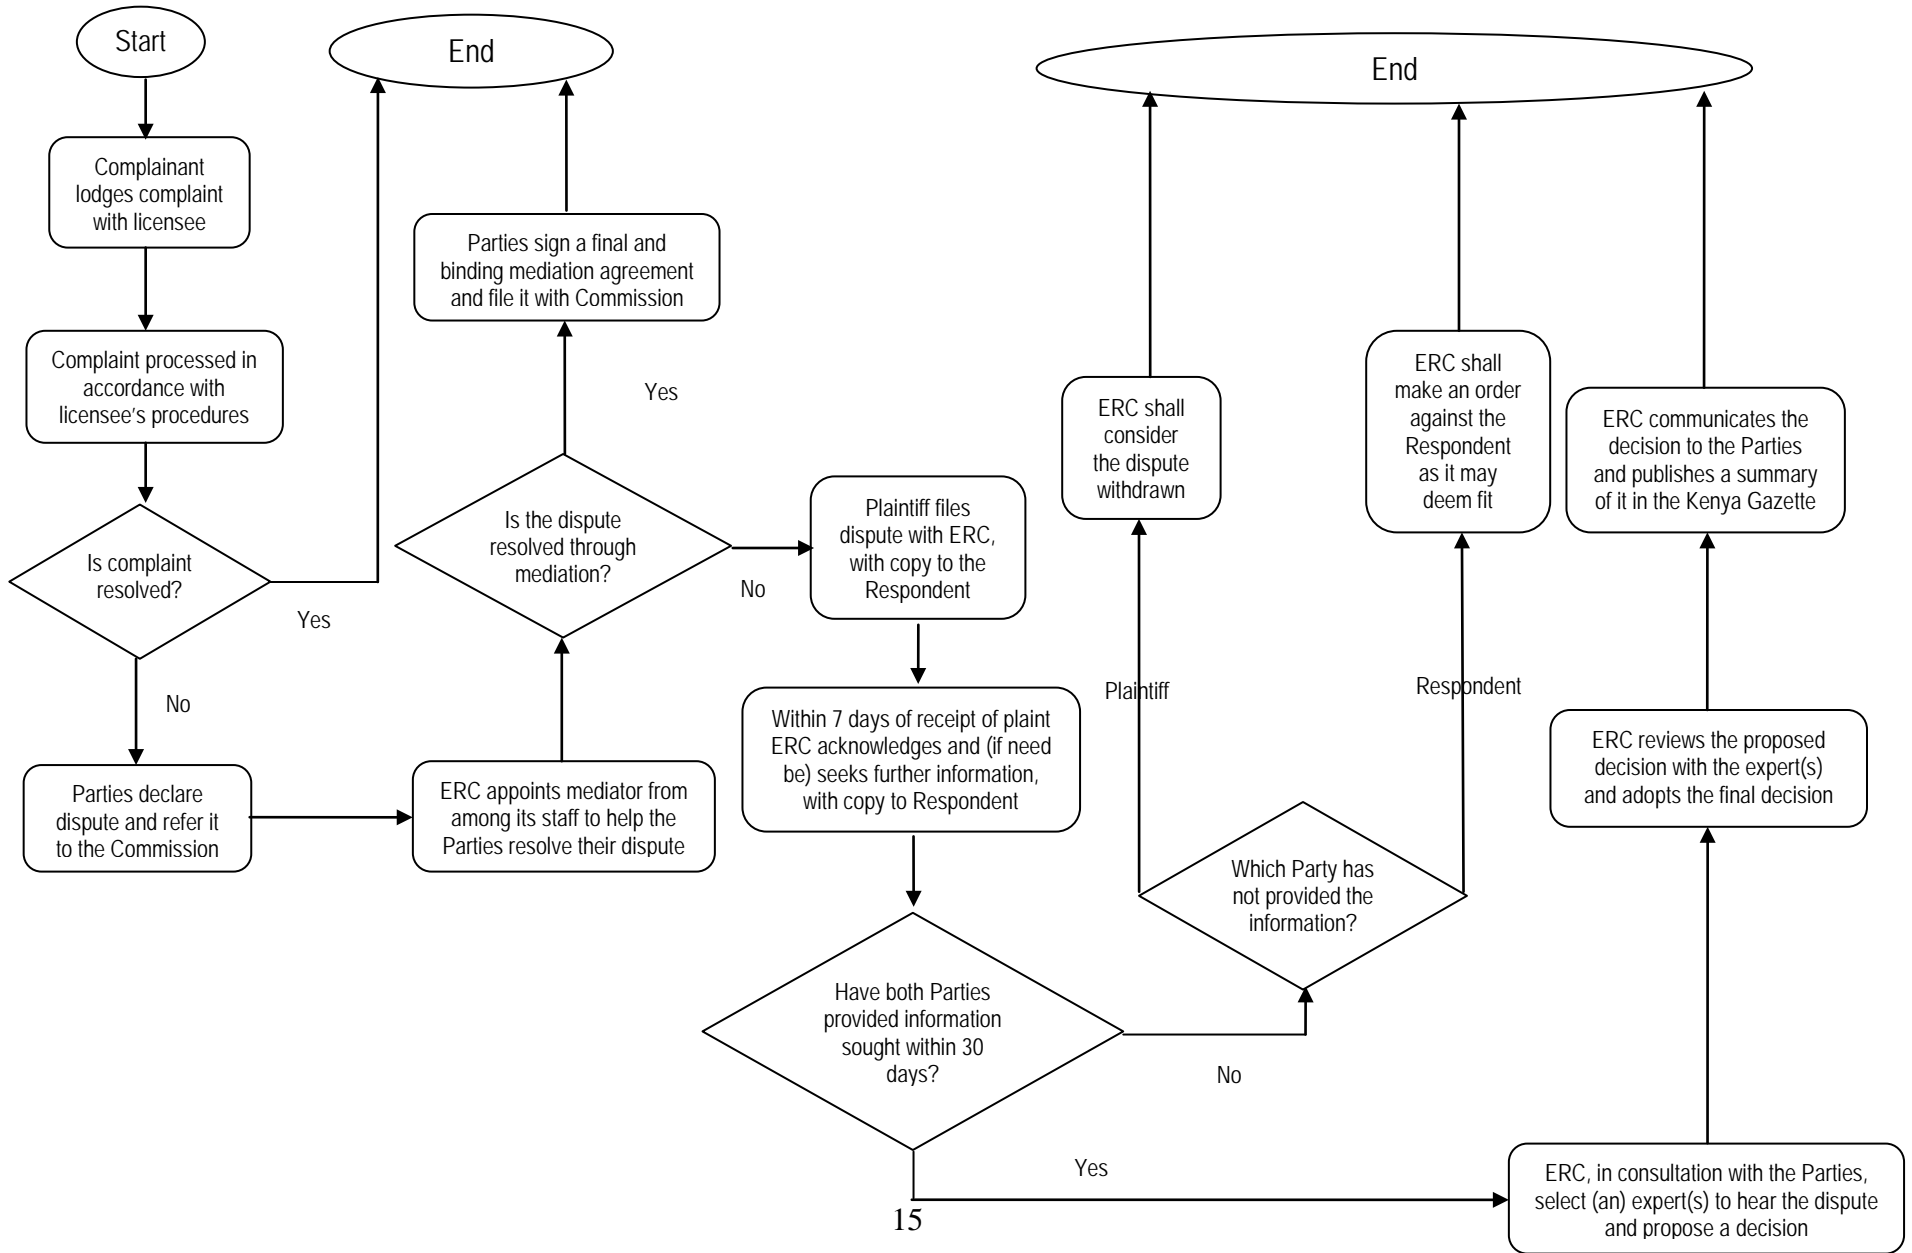 Start
End
End
Complainant
lodges complaint
with licensee
Complaint processed in
accordance with
licensee's procedures
Is complaint
resolved?
Yes
No
Parties declare
dispute and refer it
to the Commission
ERC appoints mediator from
among its staff to help the
Parties resolve their dispute
Is the dispute
resolved through
mediation?
Yes
Parties sign a final and
binding mediation agreement
and file it with Commission
No
Plaintiff files
dispute with ERC,
with copy to the
Respondent
Within 7 days of receipt of plaint
ERC acknowledges and (if need
be) seeks further information,
with copy to Respondent
Have both Parties
provided information
sought within 30
days?
No
Which Party has
not provided the
information?
Plaintiff
ERC shall
consider
the dispute
withdrawn
Respondent
ERC shall
make an order
against the
Respondent
as it may
deem fit
Yes
ERC, in consultation with the Parties,
select (an) expert(s) to hear the dispute
and propose a decision
ERC reviews the proposed
decision with the expert(s)
and adopts the final decision
ERC communicates the
decision to the Parties
and publishes a summary
of it in the Kenya Gazette
15